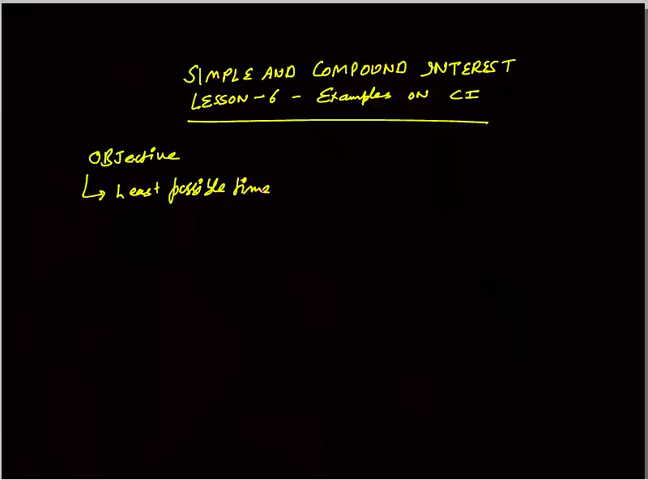 SIMPLE AND COMPOUND INTEREST
LESSON-6 - Examples ON CI
OBJective
Least possible time